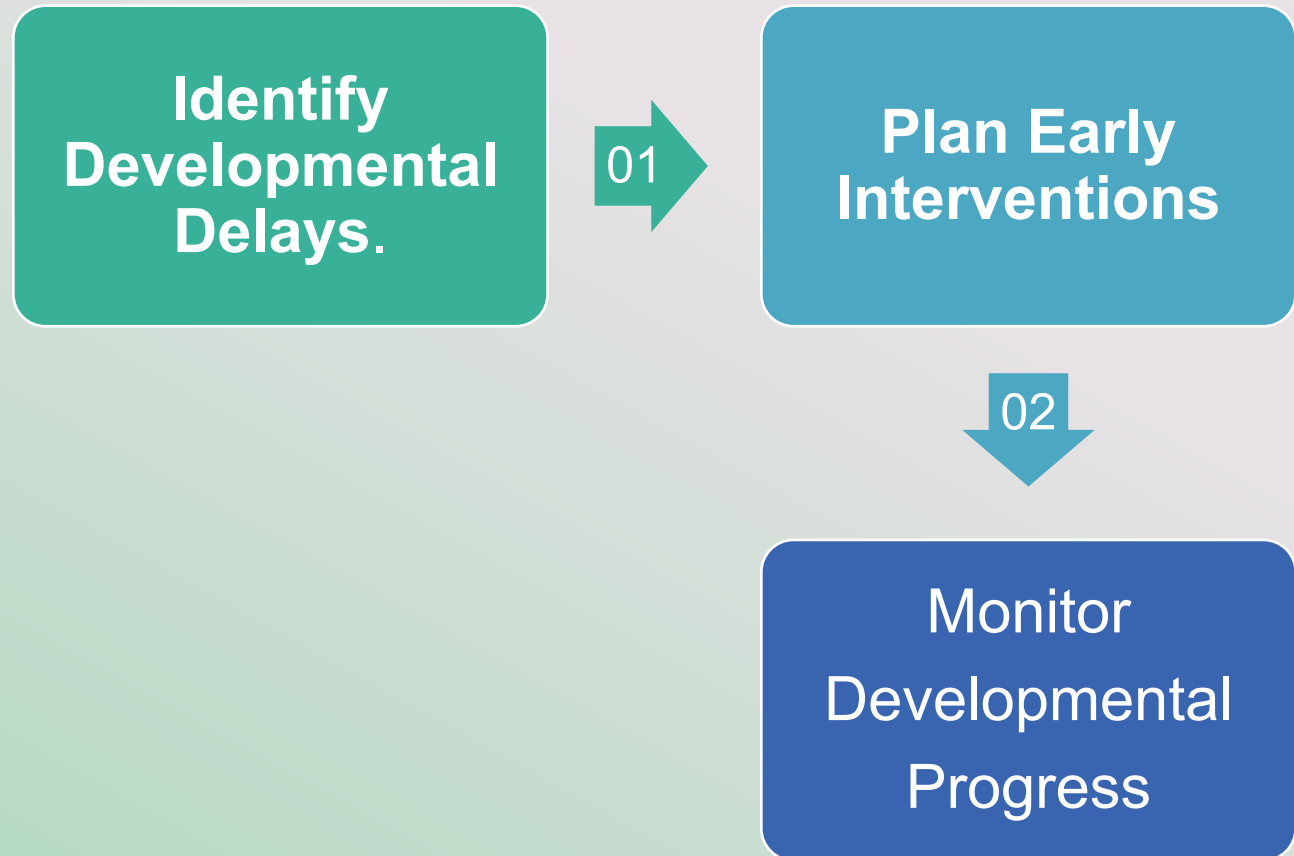 Identify
Developmental
Delays.
01
Plan Early
Interventions
02
Monitor
Developmental
Progress